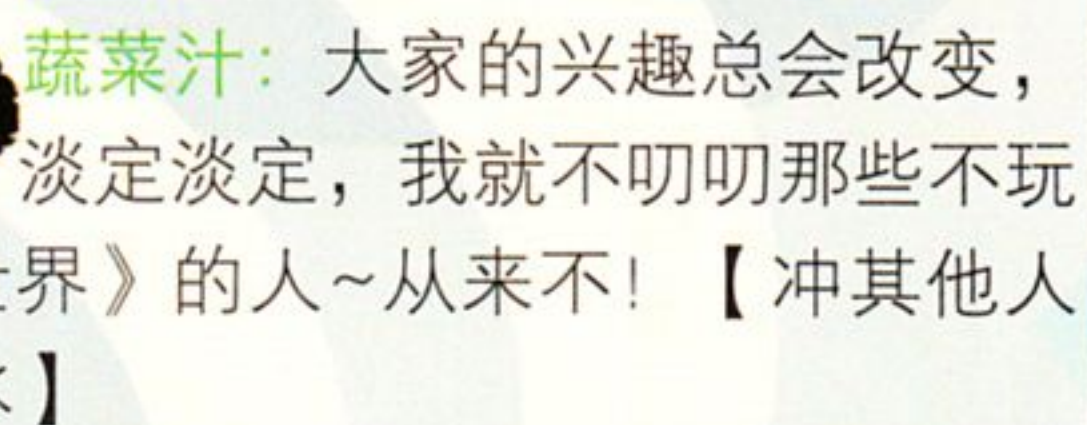 蔬菜汁：大家的兴趣总会改变，
淡定淡定，我就不叨叨那些不玩
界》的人~从来不！【冲其他人
】